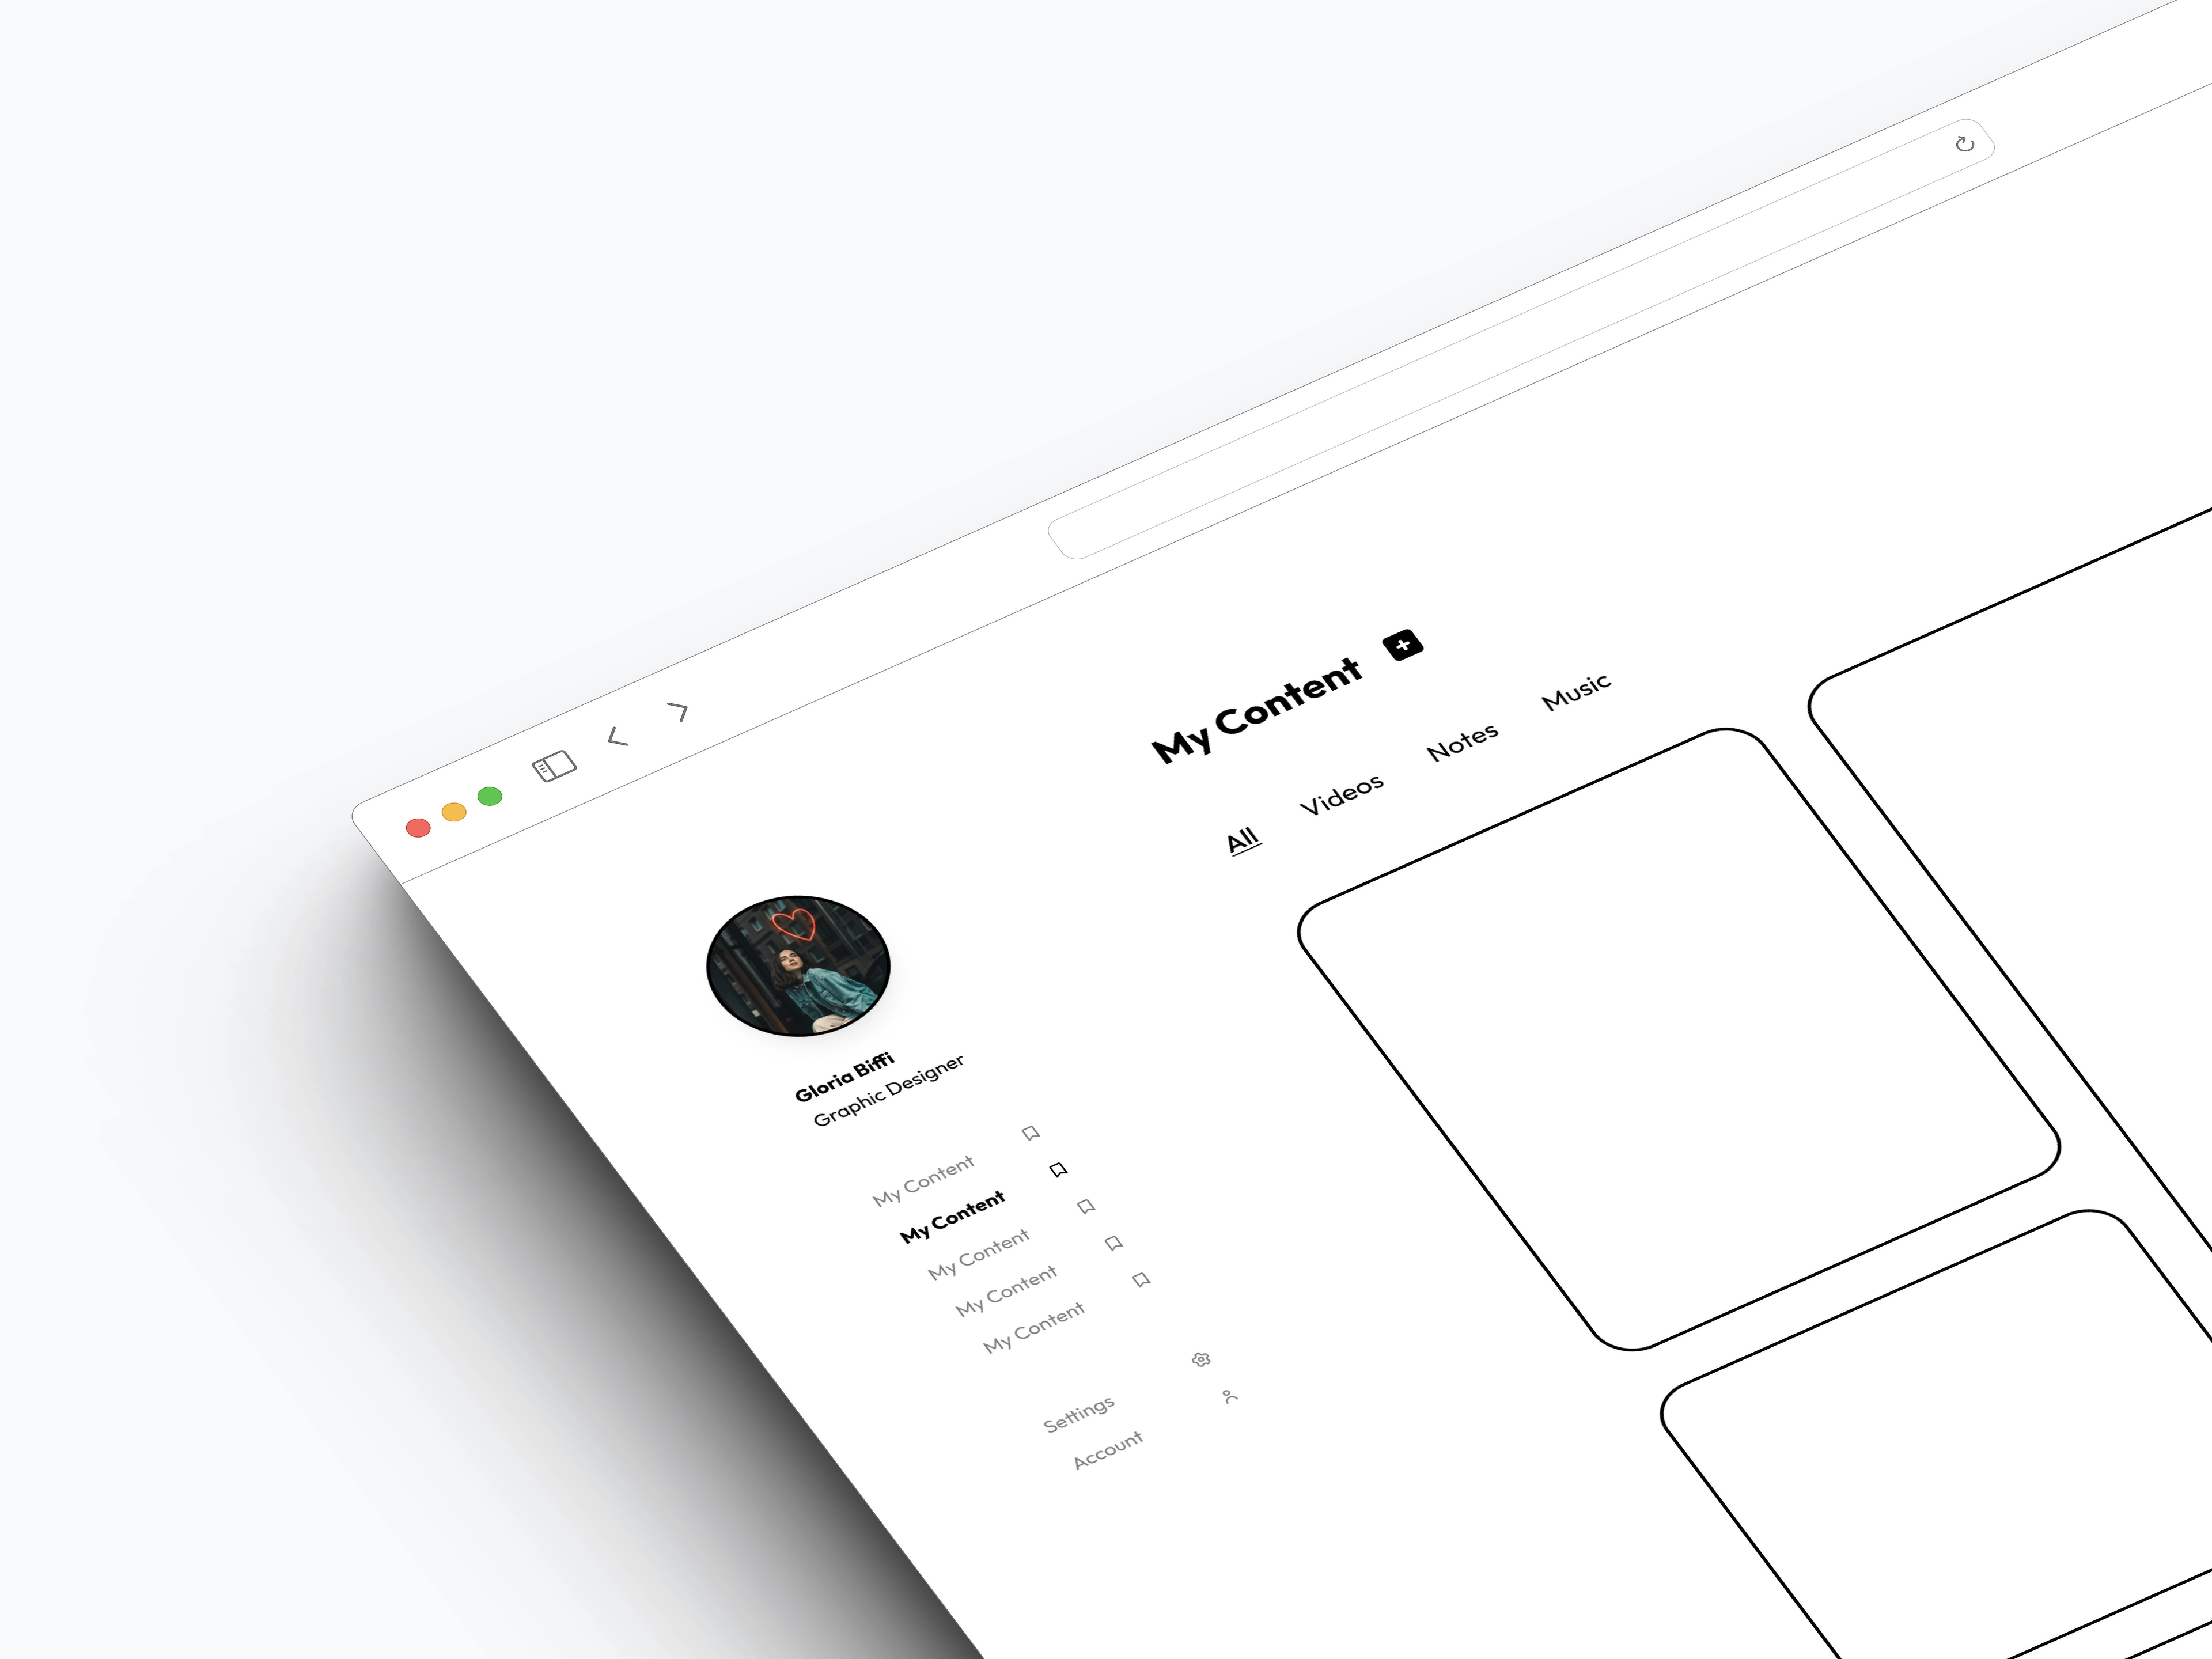 My Content
All
Videos
Notes
Music
Gloria Biffi
Graphic Designer
My Content
My Content
My Content
My Content
My Content
Settings
Account